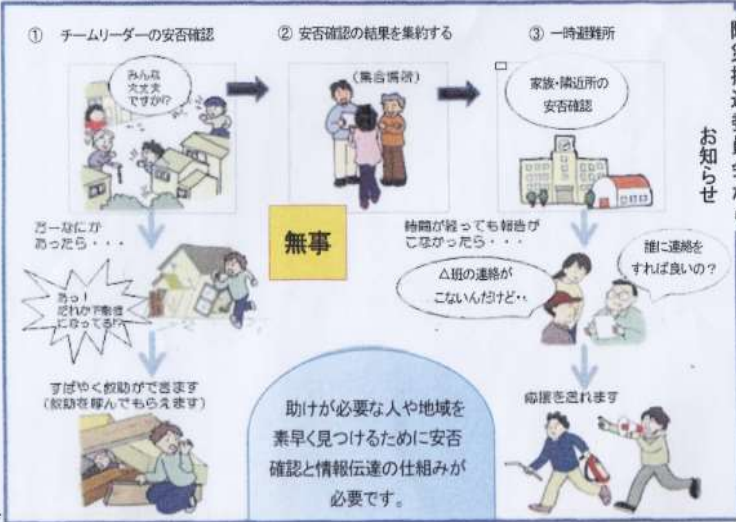 ① チームリーダーの安否確認
② 安否確認の結果を集約する
③ 一時避難所
お知らせ
みんな
大丈夫
ですか!?
(集合場所)
家族・隣近所の
安否確認
万一なにか
あったら・・・
無事
時間が経っても報告が
こなかったら・・・
△班の連絡が
こないんだけど・・
誰に連絡を
すれば良いの？
あっ！
だれか下敷き
になってる!?
すばやく救助ができます
(救助を呼んでもらえます)
助けが必要な人や地域を
素早く見つけるために安否
確認と情報伝達の仕組みが
必要です。
応援を送れます